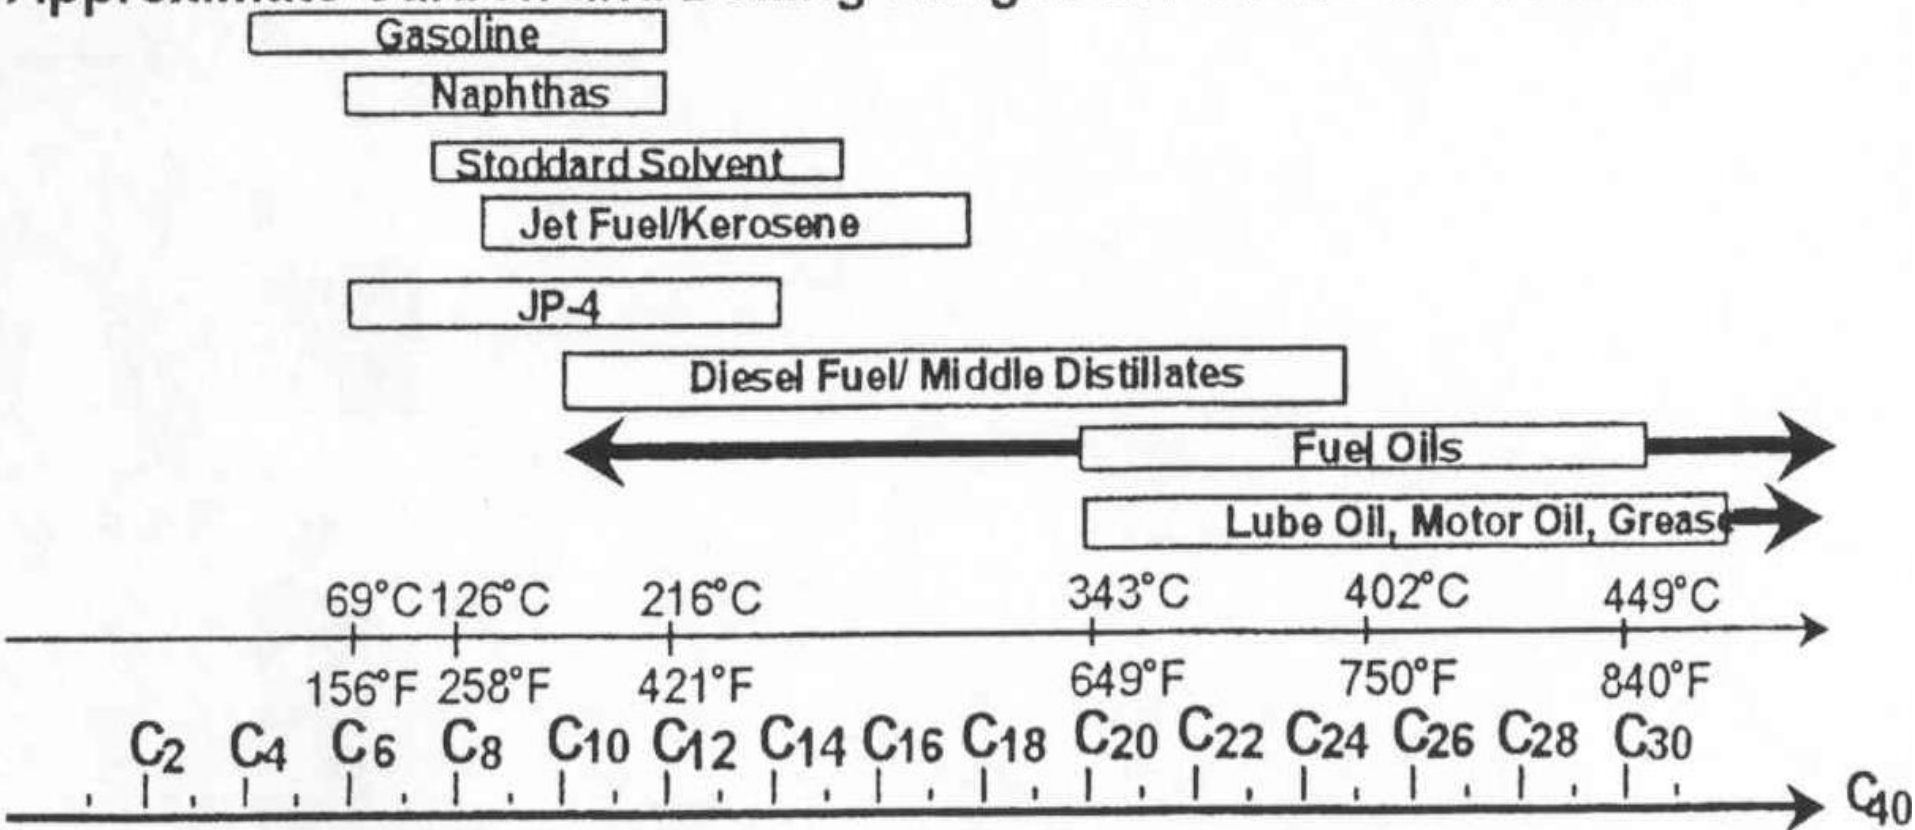 Gasoline
Naphthas
Stoddard Solvent
Jet Fuel/Kerosene
JP-4
Diesel Fuel/ Middle Distillates
Fuel Oils
Lube Oil, Motor Oil, Grease
69°C 126°C 216°C 343°C 402°C 449°C
156°F 258°F 421°F 649°F 750°F 840°F
C2 C4 C6 C8 C10 C12 C14 C16 C18 C20 C22 C24 C26 C28 C30
C40